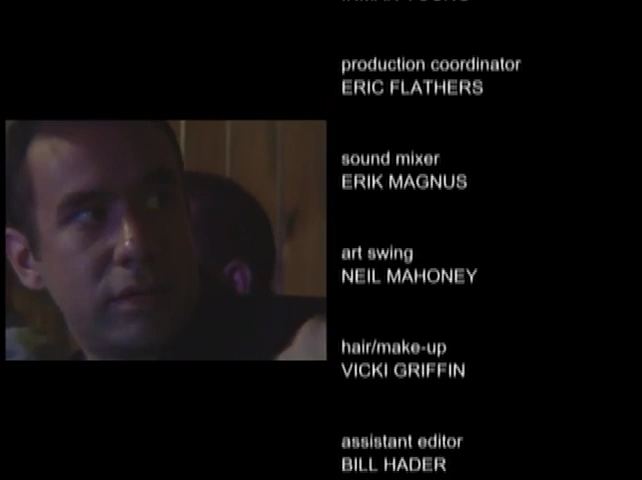 production coordinator
ERIC FLATHERS
sound mixer
ERIK MAGNUS
art swing
NEIL MAHONEY
hair/make-up
VICKI GRIFFIN
assistant editor
BILL HADER